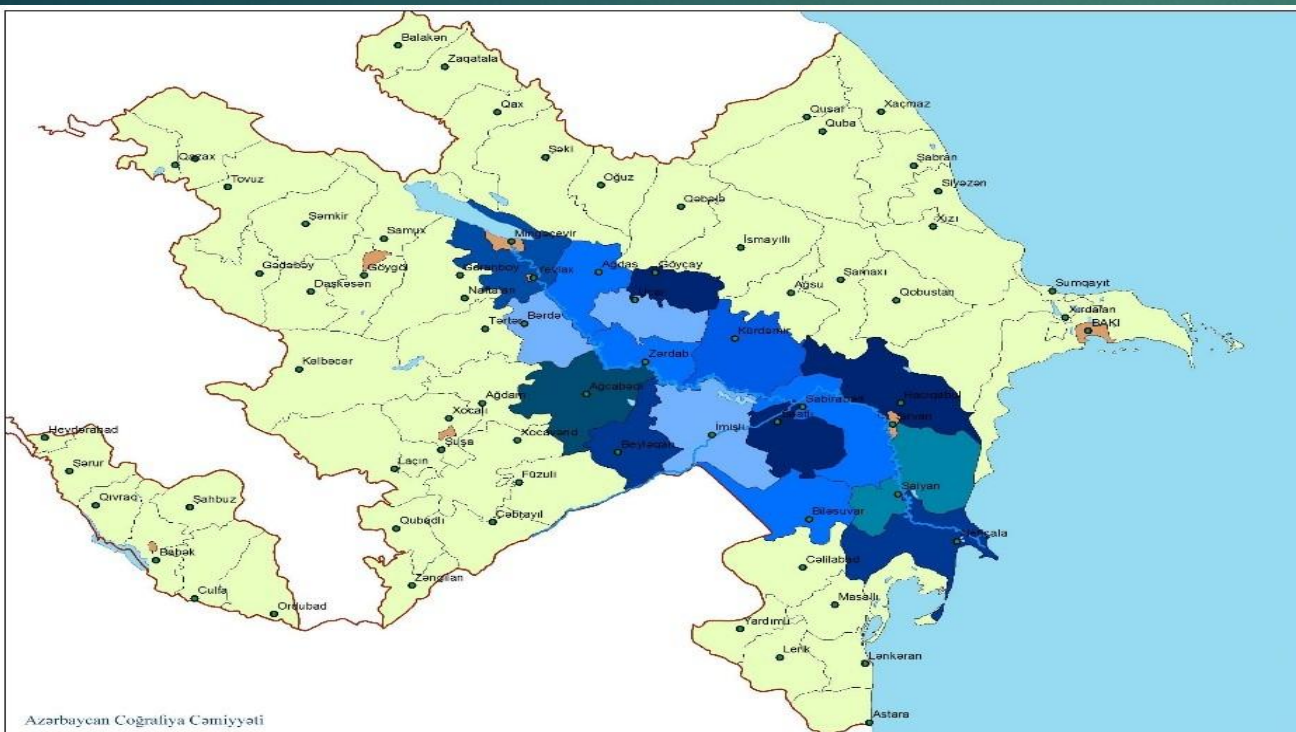 Balakən
Zaqatala
Qax
Qusar
Xaçmaz
Quba
Qazax
Şəki
Şabran
Tovuz
Oğuz
Siyəzən
Qəbələ
Şəmkir
Xızı
Samux
Mingəçevir
İsmayıllı
Gədəbəy
Göygöl
Goranboy
Yevlax
Ağdaş
Göyçay
Şamaxı
Daşkəsən
Ağsu
Qobustan
Sumqayıt
Naftalan
Ucar
Xırdalan
Tərtər
Bərdə
BAKI
Kürdəmir
Kəlbəcər
Zərdab
Ağcabədi
Ağdam
Hacıqabul
Xocalı
Sabirabad
Saatlı
Şirvan
Heydərabad
Şuşa
Xocavənd
İmişli
Beyləqan
Şərur
Laçın
Füzuli
Qıvraq
Şahbuz
Salyan
Qubadlı
Cəbrayıl
Biləsuvar
Neftçala
Babək
Cəlilabad
Zəngilan
Culfa
Ordubad
Masallı
Yardımlı
Lerik
Lənkəran
Azərbaycan Coğrafiya Cəmiyyəti
Astara